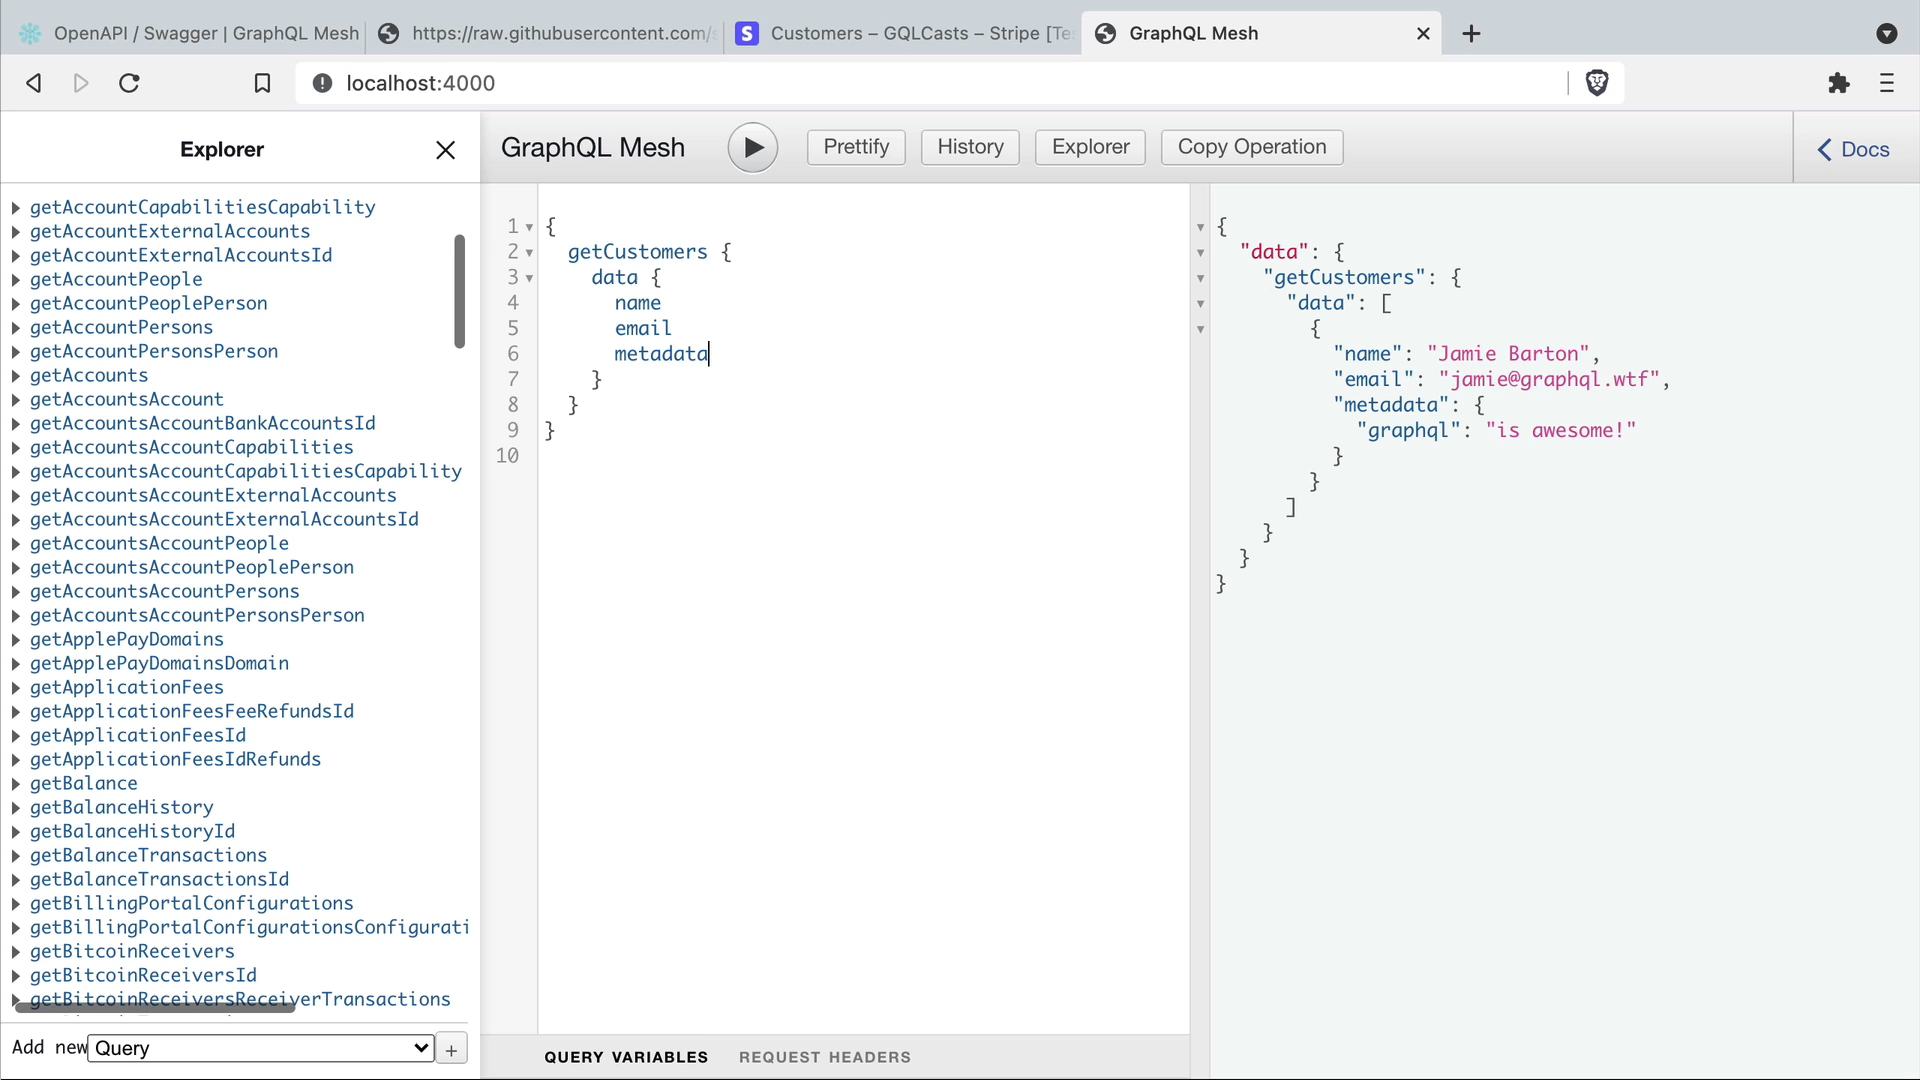 OpenAPI / Swagger | GraphQL Mesh
https://raw.githubusercontent.com/
Customers – GQLCasts – Stripe [Te
GraphQL Mesh
localhost:4000
Explorer
GraphQL Mesh
Prettify
History
Explorer
Copy Operation
Docs
getAccountCapabilitiesCapability
getAccountExternalAccounts
getAccountExternalAccountsId
getAccountPeople
getAccountPeoplePerson
getAccountPersons
getAccountPersonsPerson
getAccounts
getAccountsAccount
getAccountsAccountBankAccountsId
getAccountsAccountCapabilities
getAccountsAccountCapabilitiesCapability
getAccountsAccountExternalAccounts
getAccountsAccountExternalAccountsId
getAccountsAccountPeople
getAccountsAccountPeoplePerson
getAccountsAccountPersons
getAccountsAccountPersonsPerson
getApplePayDomains
getApplePayDomainsDomain
getApplicationFees
getApplicationFeesFeeRefundsId
getApplicationFeesId
getApplicationFeesIdRefunds
getBalance
getBalanceHistory
getBalanceHistoryId
getBalanceTransactions
getBalanceTransactionsId
getBillingPortalConfigurations
getBillingPortalConfigurationsConfigurati
getBitcoinReceivers
getBitcoinReceiversId
getBitcoinReceiversReceiverTransactions
Add new Query +
1 {
2 getCustomers {
3 data {
4 name
5 email
6 metadata
7 }
8 }
9 }
10
QUERY VARIABLES
REQUEST HEADERS
{
"data": {
"getCustomers": {
"data": [
{
"name": "Jamie Barton",
"email": "jamie@graphql.wtf",
"metadata": {
"graphql": "is awesome!"
}
}
]
}
}
}